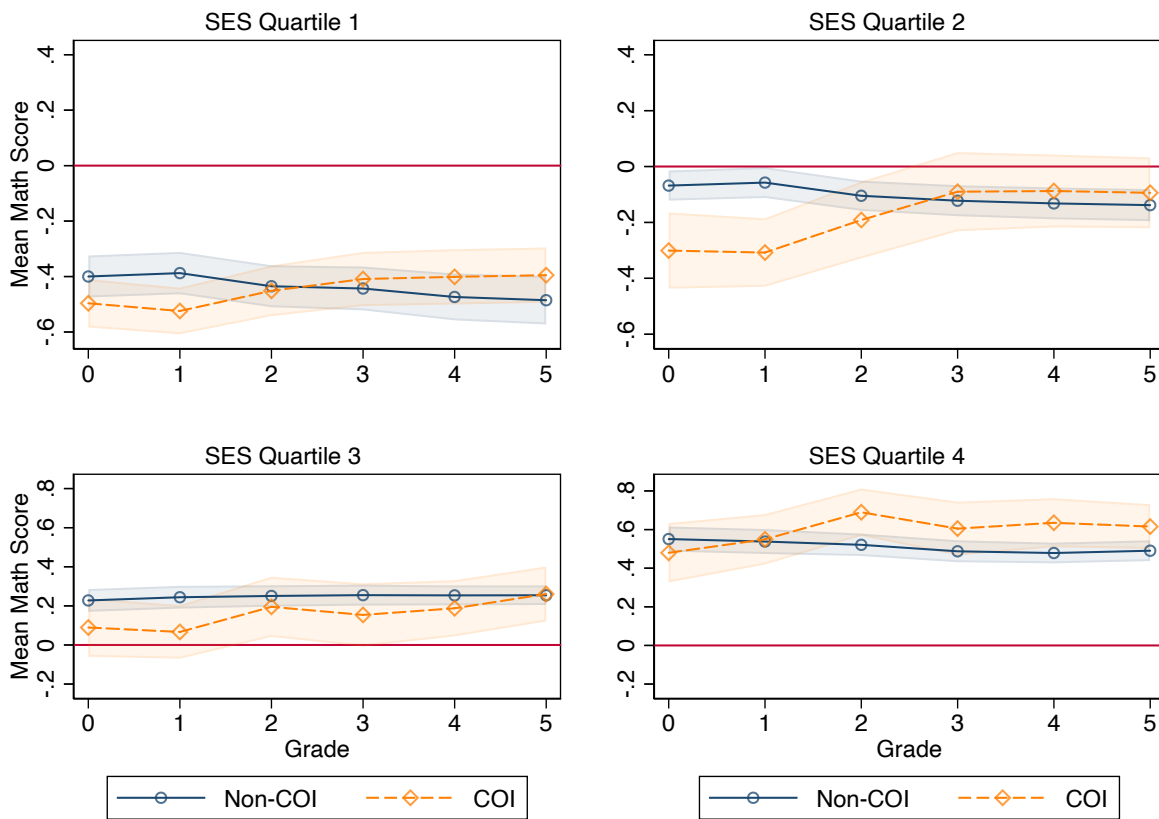 SES Quartile 1
Mean Math Score
.4
.2
0
-.2
-.4
-.6
0 1 2 3 4 5
SES Quartile 2
.4
.2
0
-.2
-.4
-.6
0 1 2 3 4 5
SES Quartile 3
Mean Math Score
.8
.6
.4
.2
0
-.2
0 1 2 3 4 5
Grade
Non-COI COI
SES Quartile 4
.8
.6
.4
.2
0
-.2
0 1 2 3 4 5
Grade
Non-COI COI